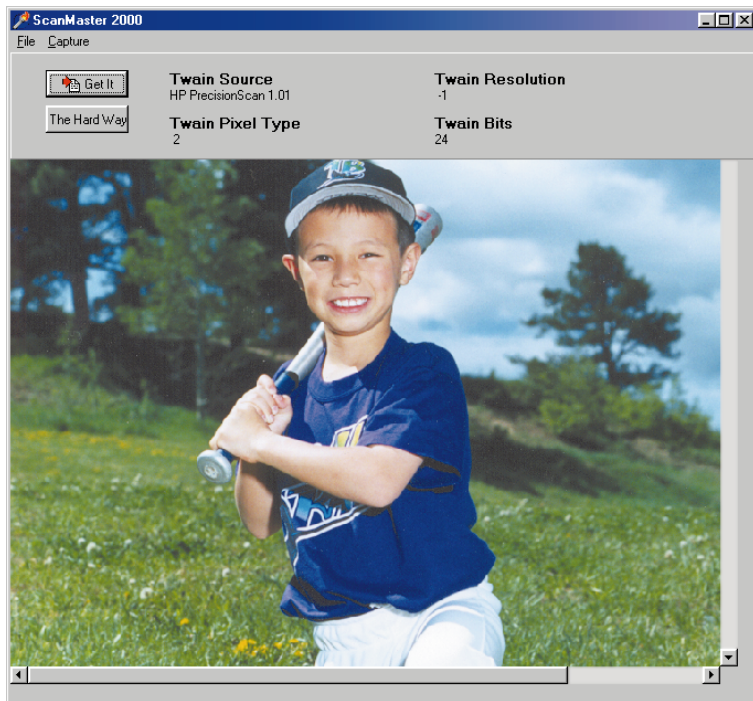 ScanMaster 2000
File Capture
Get It
The Hard Way
Twain Source
HP PrecisionScan 1.01
Twain Pixel Type
2
Twain Resolution
-1
Twain Bits
24